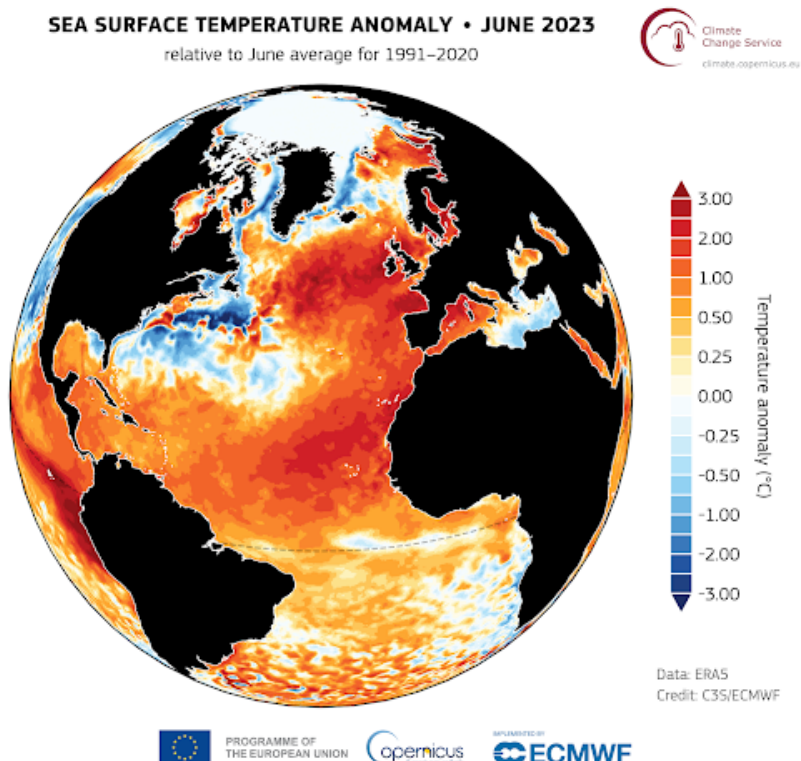 SEA SURFACE TEMPERATURE ANOMALY • JUNE 2023
relative to June average for 1991–2020
Climate
Change Service
climate.copernicus.eu
3.00
2.00
1.00
0.50
0.25
0.00
-0.25
-0.50
-1.00
-2.00
-3.00
Temperature anomaly (°C)
Data: ERA5
Credit: C3S/ECMWF
PROGRAMME OF
THE EUROPEAN UNION
opernicus
IMPLEMENTED BY
ECMWF